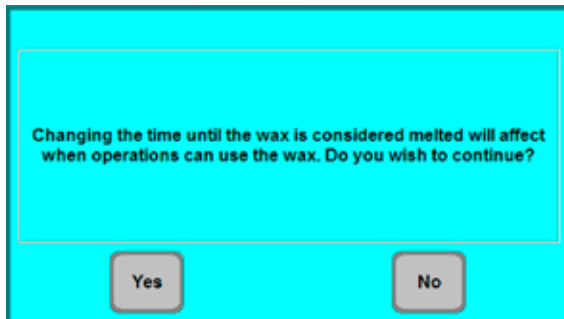 Changing the time until the wax is considered melted will affect
when operations can use the wax. Do you wish to continue?
Yes
No